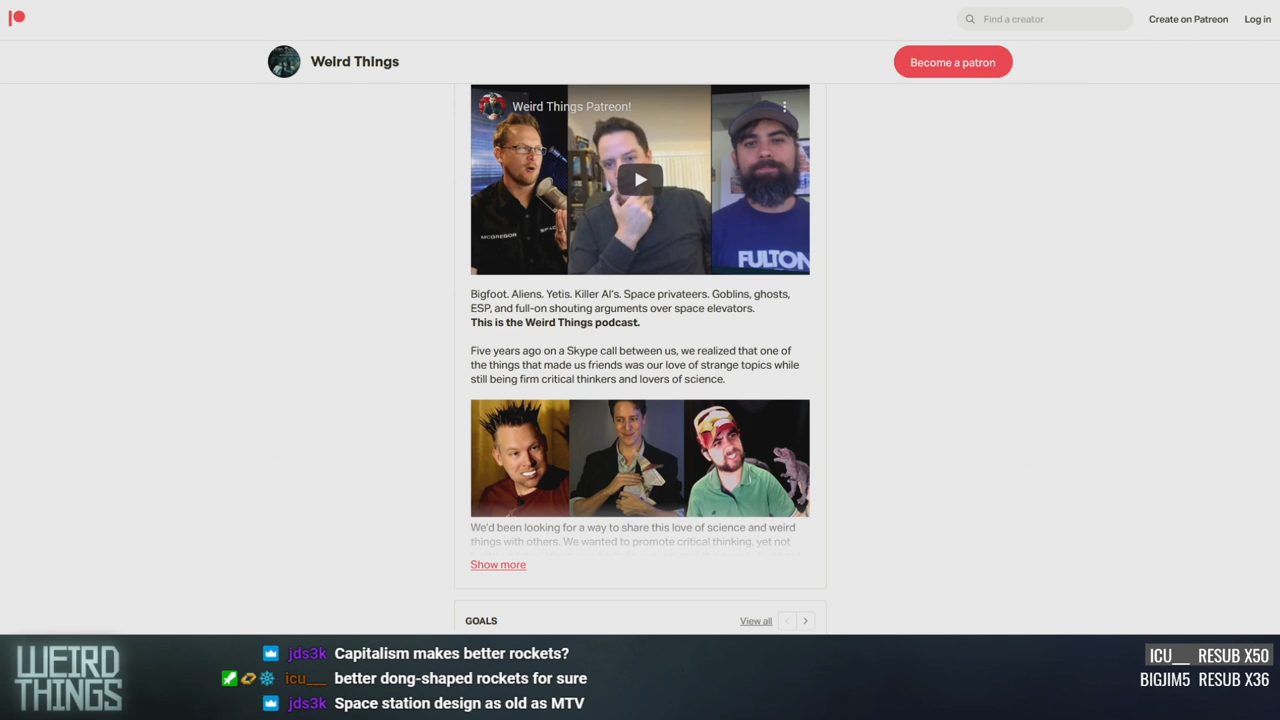 Find a creator
Create on Patreon
Log in
Weird Things
Become a patron
Weird Things Patreon!
MCGREGOR
SPAC
FULTON
Bigfoot. Aliens. Yetis. Killer AI's. Space privateers. Goblins, ghosts,
ESP, and full-on shouting arguments over space elevators.
This is the Weird Things podcast.
Five years ago on a Skype call between us, we realized that one of
the things that made us friends was our love of strange topics while
still being firm critical thinkers and lovers of science.
We'd been looking for a way to share this love of science and weird
things with others. We wanted to promote critical thinking, yet not
Show more
GOALS
View all
WEIRD
THINGS
jds3k Capitalism makes better rockets?
icu___ better dong-shaped rockets for sure
jds3k Space station design as old as MTV
ICU__ RESUB X50
BIGJIM5 RESUB X36